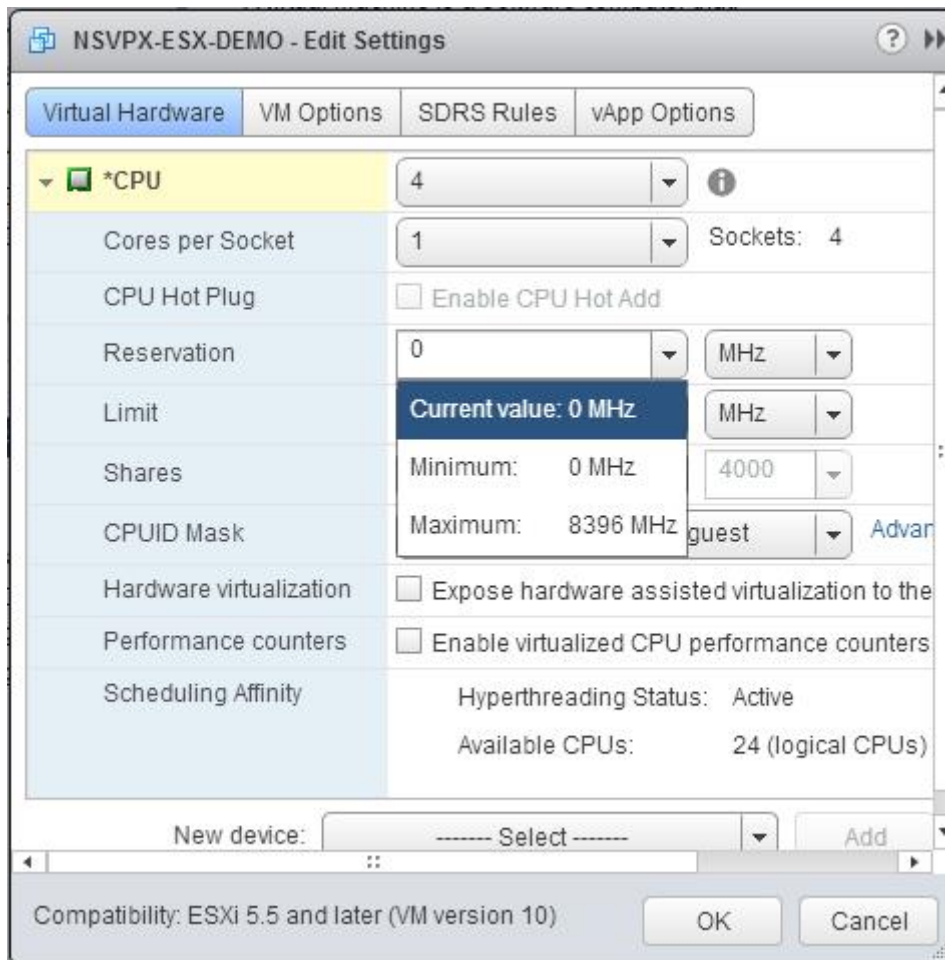 NSVPX-ESX-DEMO - Edit Settings
Virtual Hardware VM Options SDRS Rules vApp Options
*CPU 4
Cores per Socket 1 Sockets: 4
CPU Hot Plug Enable CPU Hot Add
Reservation 0 MHz
Current value: 0 MHz
Limit MHz
Minimum: 0 MHz
Shares 4000
Maximum: 8396 MHz
CPUID Mask guest Advan
Hardware virtualization Expose hardware assisted virtualization to the
Performance counters Enable virtualized CPU performance counters
Scheduling Affinity Hyperthreading Status: Active
Available CPUs: 24 (logical CPUs)
New device: ------- Select ------- Add
Compatibility: ESXi 5.5 and later (VM version 10) OK Cancel